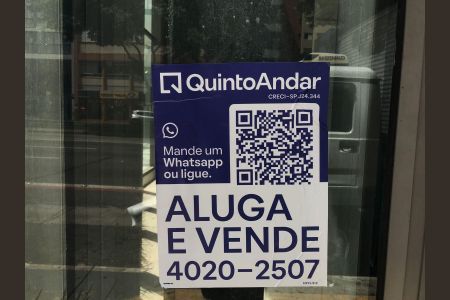 QuintoAndar
CRECI-SP J24.344
Mande um
Whatsapp
ou ligue.
ALUGA
E VENDE
4020-2507